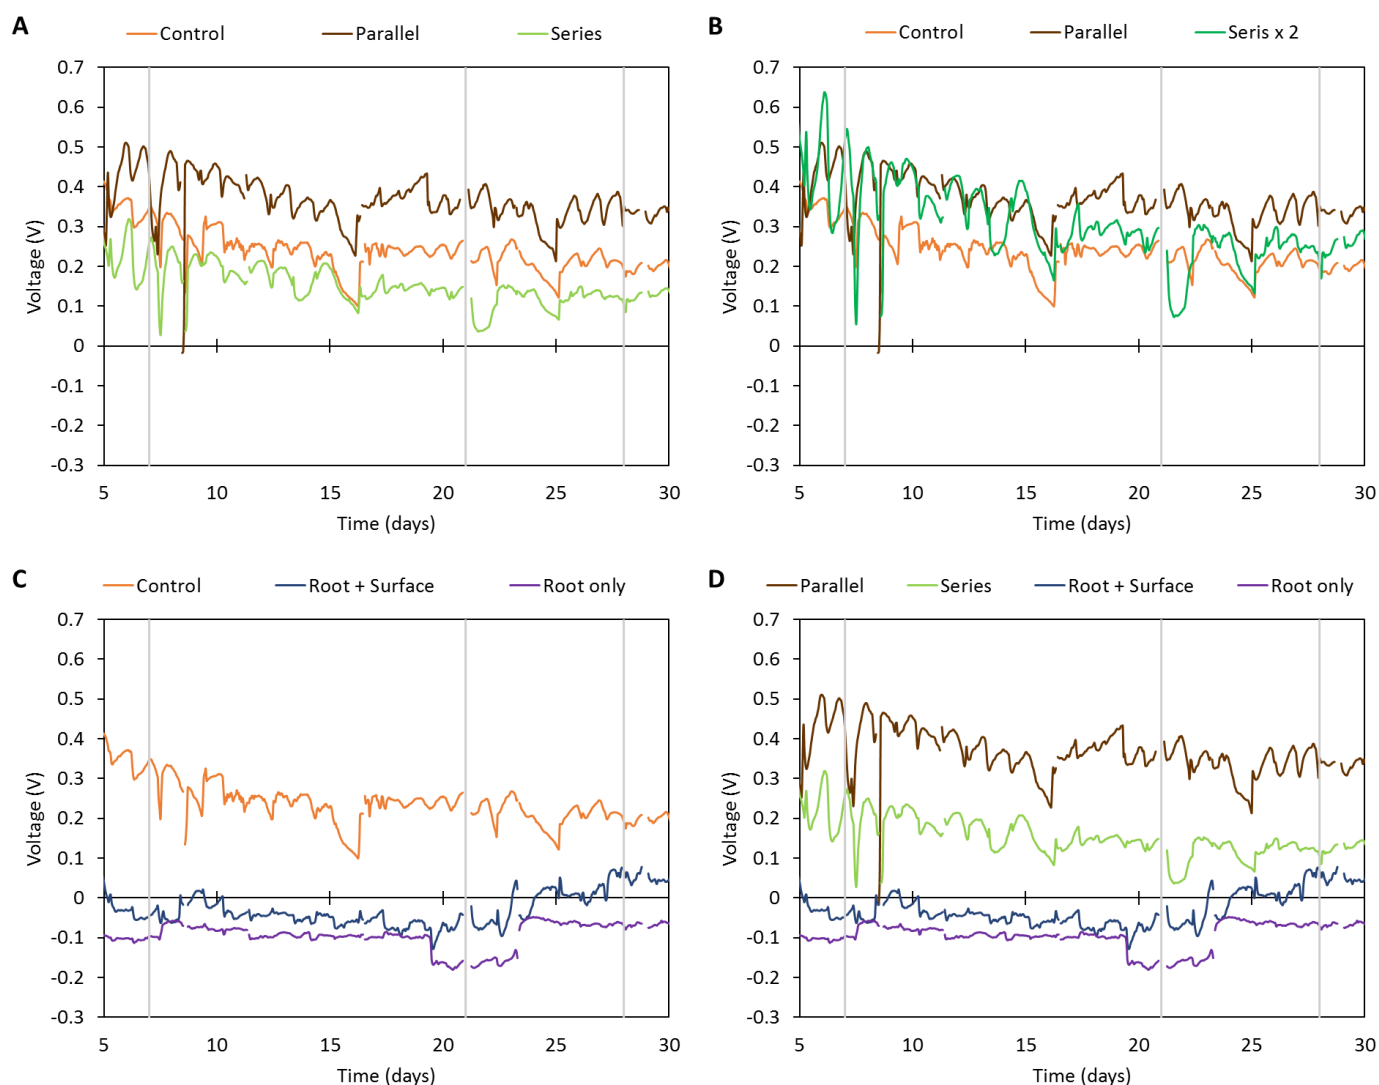 A
Control Parallel Series
0.7
0.6
0.5
0.4
0.3
0.2
0.1
0
-0.1
-0.2
-0.3
Voltage (V)
5 10 15 20 25 30
Time (days)
B
Control Parallel Seris x 2
0.7
0.6
0.5
0.4
0.3
0.2
0.1
0
-0.1
-0.2
-0.3
Voltage (V)
5 10 15 20 25 30
Time (days)
C
Control Root + Surface Root only
0.7
0.6
0.5
0.4
0.3
0.2
0.1
0
-0.1
-0.2
-0.3
Voltage (V)
5 10 15 20 25 30
Time (days)
D
Parallel Series Root + Surface Root only
0.7
0.6
0.5
0.4
0.3
0.2
0.1
0
-0.1
-0.2
-0.3
Voltage (V)
5 10 15 20 25 30
Time (days)